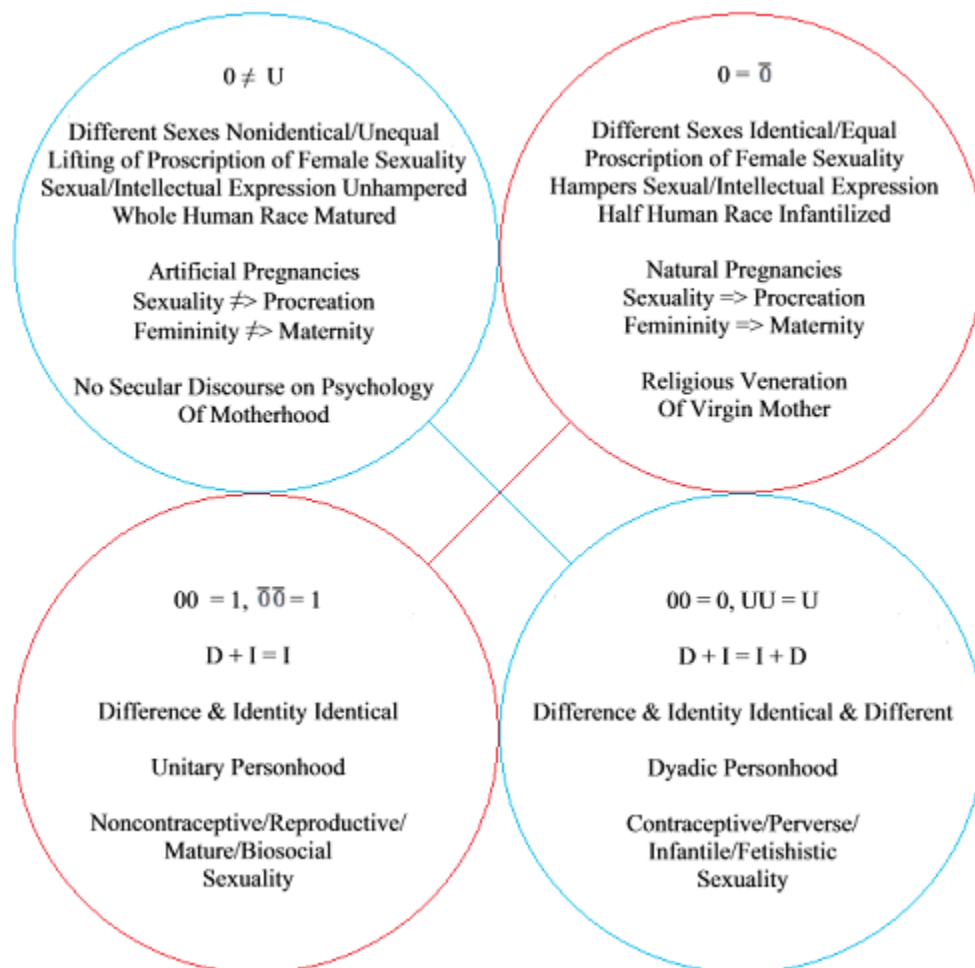 0 ≠ U
Different Sexes Nonidentical/Unequal
Lifting of Proscription of Female Sexuality
Sexual/Intellectual Expression Unhampered
Whole Human Race Matured
Artificial Pregnancies
Sexuality ≠> Procreation
Femininity ≠> Maternity
No Secular Discourse on Psychology
Of Motherhood
0 = 0̅
Different Sexes Identical/Equal
Proscription of Female Sexuality
Hampers Sexual/Intellectual Expression
Half Human Race Infantilized
Natural Pregnancies
Sexuality => Procreation
Femininity => Maternity
Religious Veneration
Of Virgin Mother
00 = 1, 0̅0̅ = 1
D + I = I
Difference & Identity Identical
Unitary Personhood
Noncontraceptive/Reproductive/
Mature/Biosocial
Sexuality
00 = 0, UU = U
D + I = I + D
Difference & Identity Identical & Different
Dyadic Personhood
Contraceptive/Perverse/
Infantile/Fetishistic
Sexuality